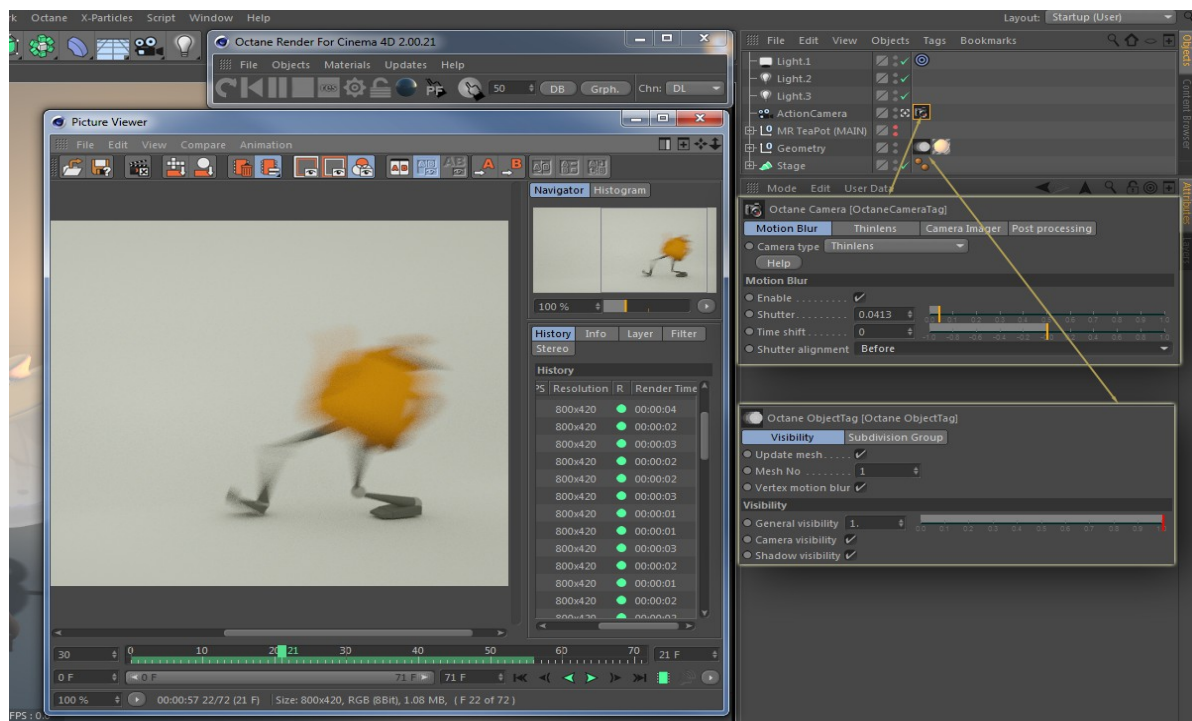 rk Octane X-Particles Script Window Help
Layout: Startup (User)
Octane Render For Cinema 4D 2.00.21
File Objects Materials Updates Help
PF 50 DB Grph. Chn: DL
Picture Viewer
File Edit View Compare Animation
AB A B
Navigator Histogram
100 %
History Info Layer Filter
Stereo
History
PS Resolution R Render Time
800x420 00:00:04
800x420 00:00:02
800x420 00:00:03
800x420 00:00:02
800x420 00:00:02
800x420 00:00:03
800x420 00:00:01
800x420 00:00:01
800x420 00:00:03
800x420 00:00:02
800x420 00:00:01
800x420 00:00:02
30 0 10 20 21 30 40 50 60 70 21 F
0 F 0 F 71 F 71 F
100 % 00:00:57 22/72 (21 F) Size: 800x420, RGB (8Bit), 1.08 MB, ( F 22 of 72 )
FPS :
File Edit View Objects Tags Bookmarks
Light.1
Light.2
Light.3
ActionCamera
MR TeaPot (MAIN)
Geometry
Stage
Objects
Content Browser
Attributes
Layers
Mode Edit User Data
Octane Camera [OctaneCameraTag]
Motion Blur Thinlens Camera Imager Post processing
Camera type Thinlens
Help
Motion Blur
Enable
Shutter 0.0413
Time shift 0
Shutter alignment Before
Octane ObjectTag [Octane ObjectTag]
Visibility Subdivision Group
Update mesh
Mesh No 1
Vertex motion blur
Visibility
General visibility 1.
Camera visibility
Shadow visibility